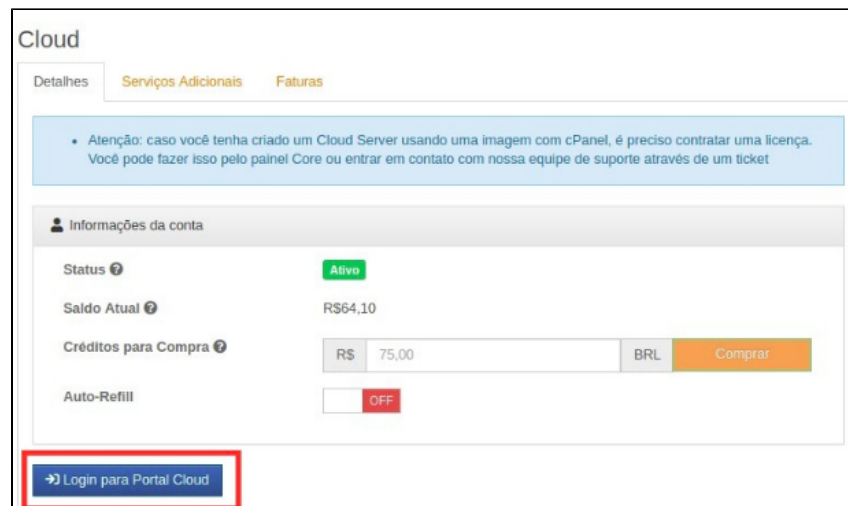 Cloud
Detalhes Serviços Adicionais Faturas
Atenção: caso você tenha criado um Cloud Server usando uma imagem com cPanel, é preciso contratar uma licença.
Você pode fazer isso pelo painel Core ou entrar em contato com nossa equipe de suporte através de um ticket
Informações da conta
Status Ativo
Saldo Atual R$64,10
Créditos para Compra R$ 75,00 BRL Comprar
Auto-Refill OFF
Login para Portal Cloud